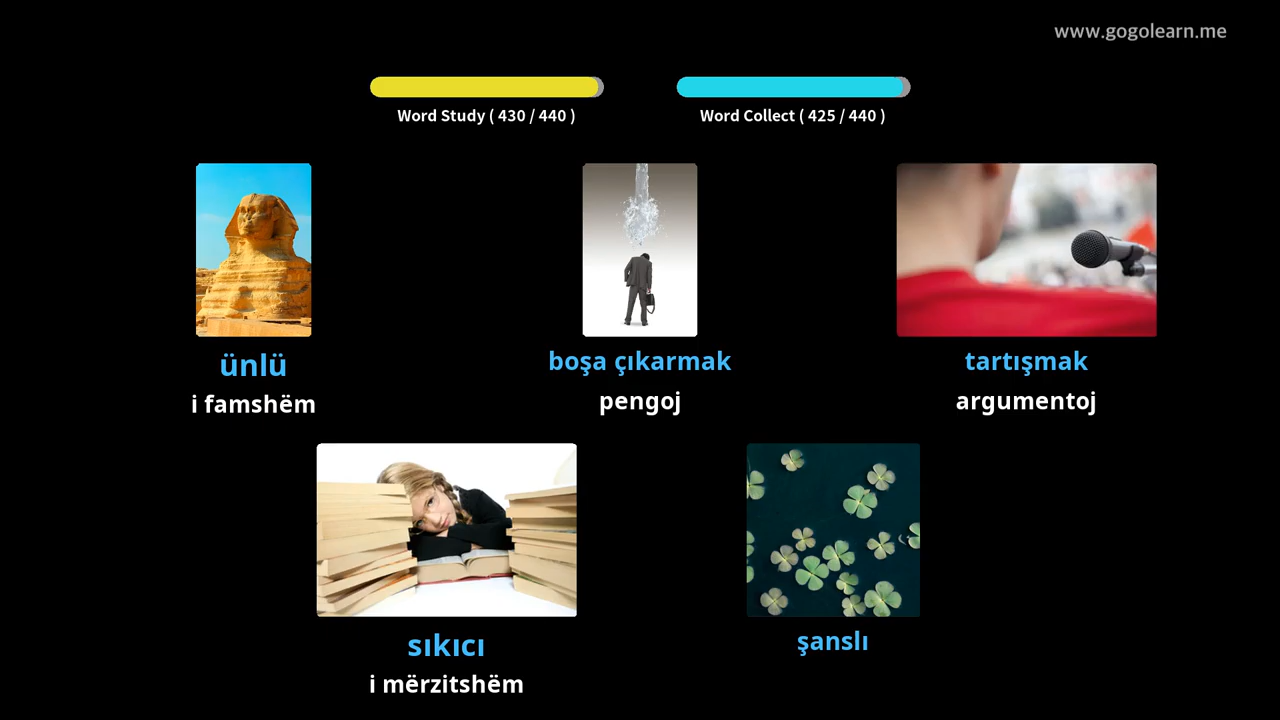 www.gogolearn.me
Word Study ( 430 / 440 )
Word Collect ( 425 / 440 )
ünlü
i famshëm
boşa çıkarmak
pengoj
tartışmak
argumentoj
sıkıcı
i mërzitshëm
şanslı